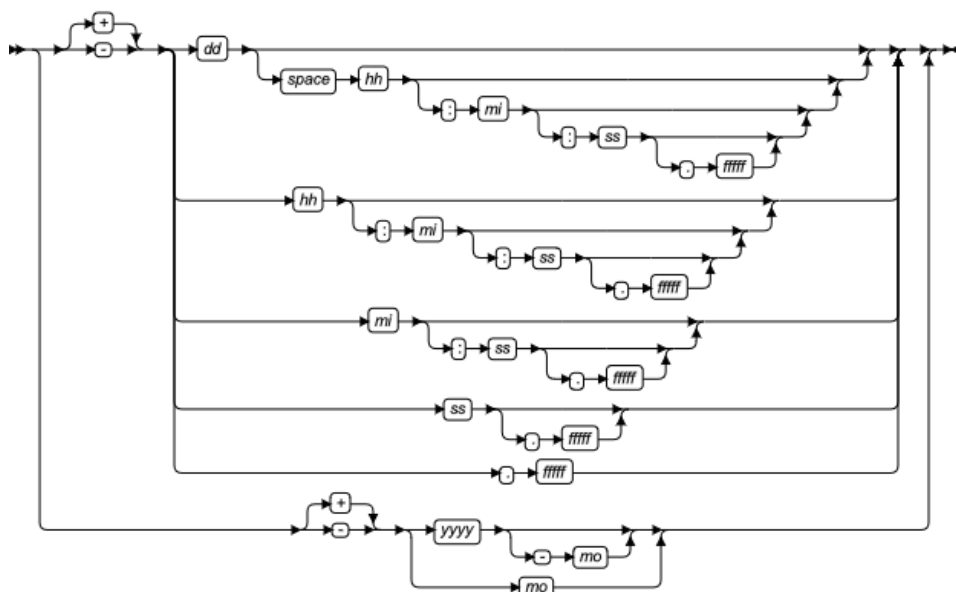 +
- dd
space hh
: mi
: ss
. fffff
hh
: mi
: ss
. fffff
mi
: ss
. fffff
ss
. fffff
. fffff
+
- yyyy
- mo
mo